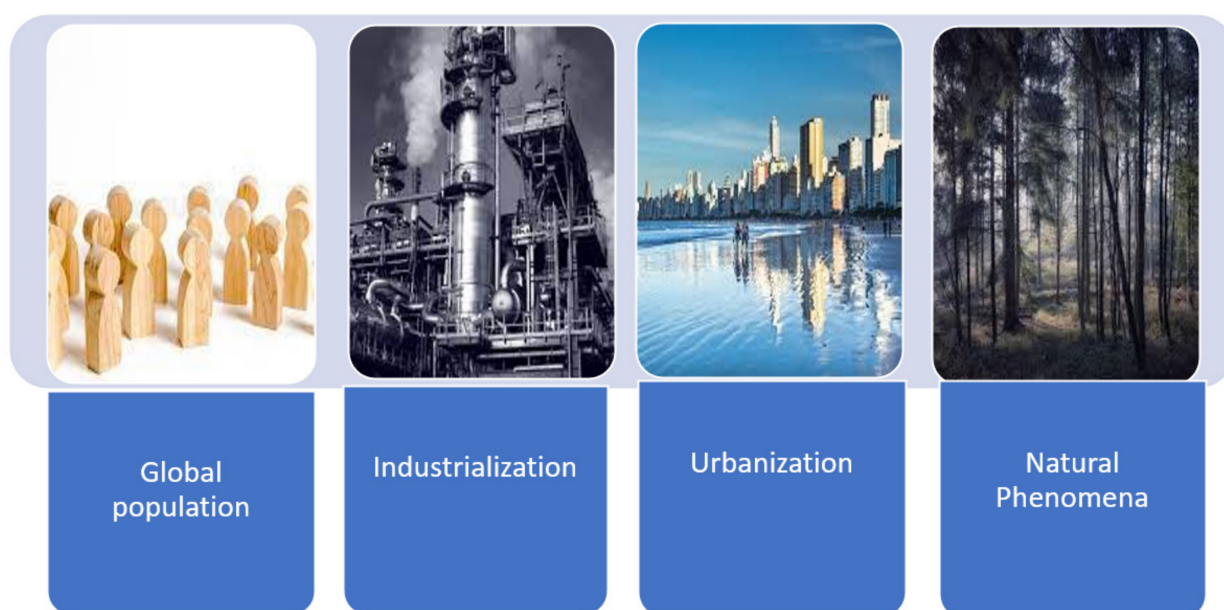 Global
population
Industrialization
Urbanization
Natural
Phenomena